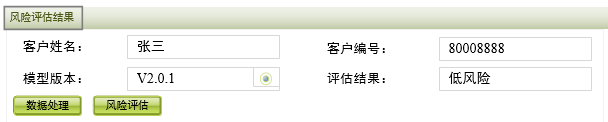 风险评估结果
客户姓名： 张三 客户编号： 80008888
模型版本： V2.0.1 评估结果： 低风险
数据处理 风险评估